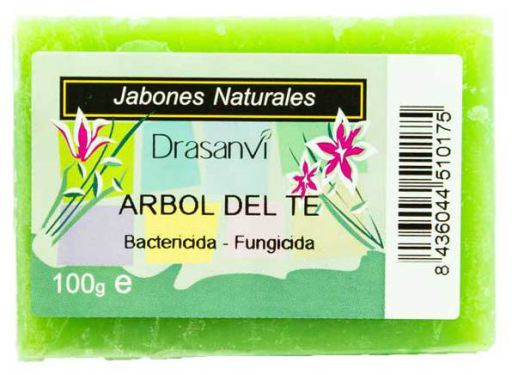 Jabones Naturales
Drasanvi
ARBOL DEL TE
Bactericida - Fungicida
100g e
8 436044 510175